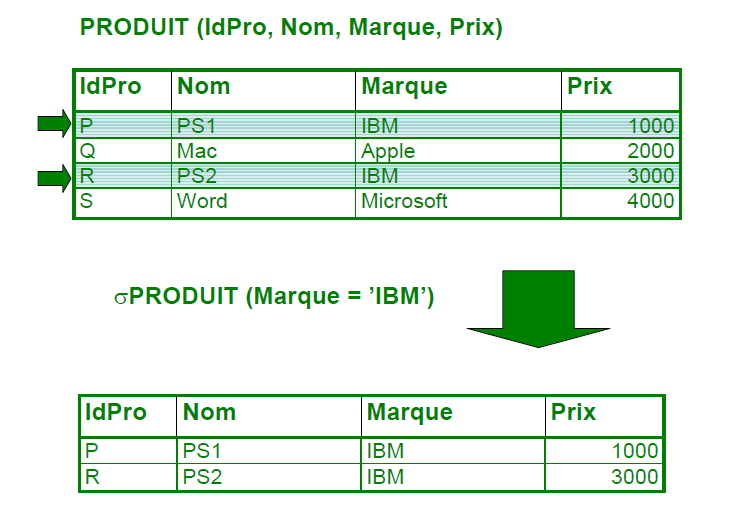 PRODUIT (IdPro, Nom, Marque, Prix)
IdPro Nom Marque Prix
P PS1 IBM 1000
Q Mac Apple 2000
R PS2 IBM 3000
S Word Microsoft 4000
σPRODUIT (Marque = ’IBM’)
IdPro Nom Marque Prix
P PS1 IBM 1000
R PS2 IBM 3000